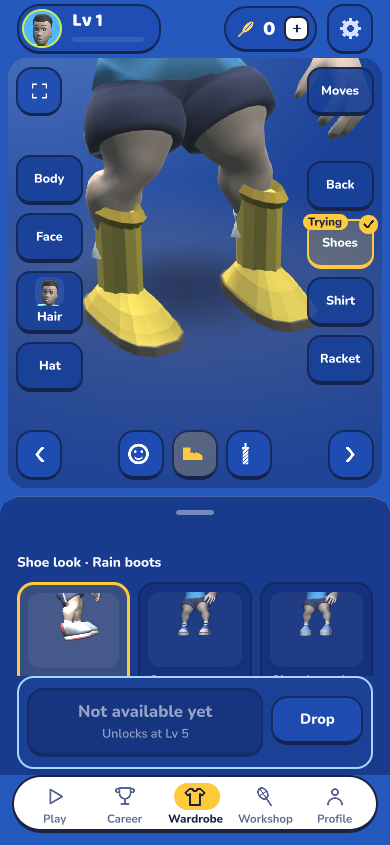 Lv 1
0
+
Moves
Body
Back
Face
Trying
Shoes
Hair
Shirt
Hat
Racket
Shoe look · Rain boots
Not available yet
Unlocks at Lv 5
Drop
Play
Career
Wardrobe
Workshop
Profile